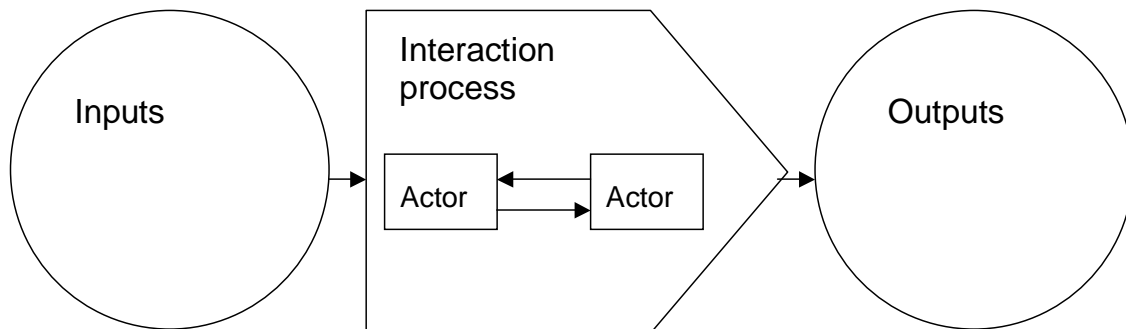 Inputs
Interaction
process
Actor
Actor
Outputs